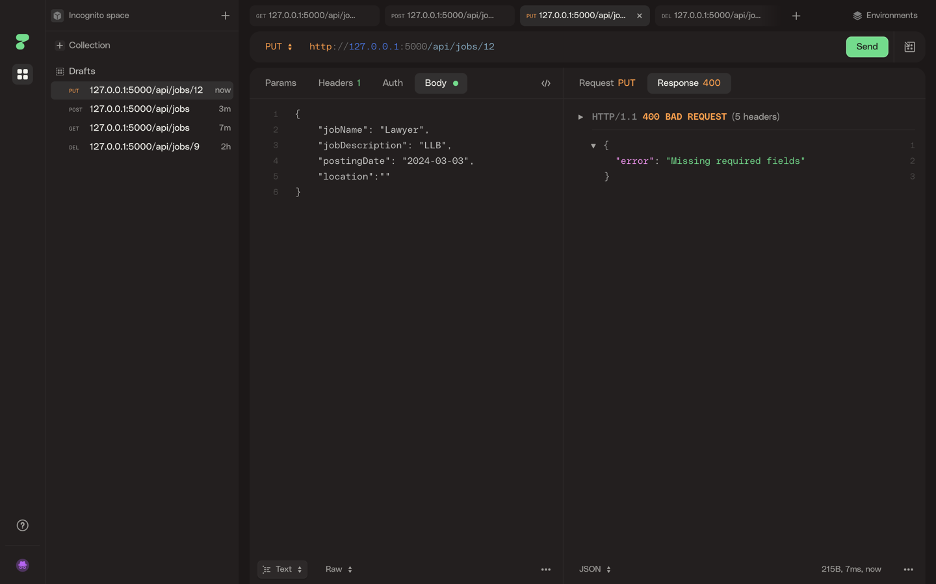 Incognito space
Collection
Drafts
PUT 127.0.0.1:5000/api/jobs/12 now
POST 127.0.0.1:5000/api/jobs 3m
GET 127.0.0.1:5000/api/jobs 7m
DEL 127.0.0.1:5000/api/jobs/9 2h
GET 127.0.0.1:5000/api/jo... POST 127.0.0.1:5000/api/jo... PUT 127.0.0.1:5000/api/jo... DEL 127.0.0.1:5000/api/jo... Environments
PUT http://127.0.0.1:5000/api/jobs/12 Send
Params Headers 1 Auth Body
1 {
2 "jobName": "Lawyer",
3 "jobDescription": "LLB",
4 "postingDate": "2024-03-03",
5 "location":""
6 }
Text Raw
Request PUT Response 400
HTTP/1.1 400 BAD REQUEST (5 headers)
{ 1
"error": "Missing required fields" 2
} 3
JSON 215B, 7ms, now